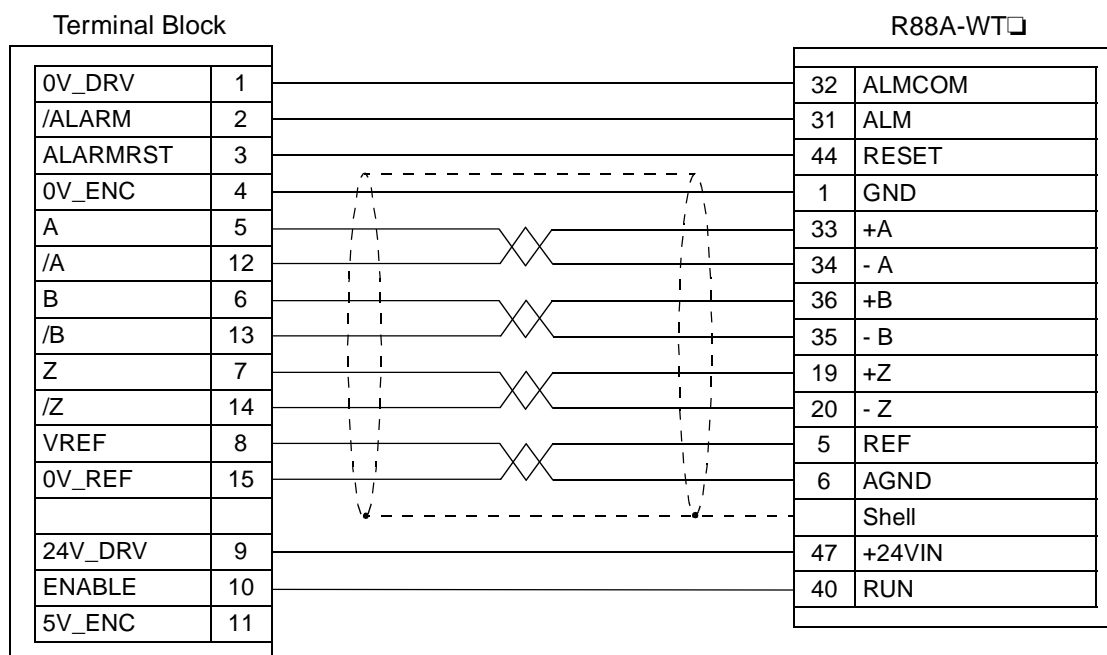 Terminal Block R88A-WT❏
0V_DRV 1 32 ALMCOM
/ALARM 2 31 ALM
ALARMRST 3 44 RESET
0V_ENC 4 1 GND
A 5 33 +A
/A 12 34 - A
B 6 36 +B
/B 13 35 - B
Z 7 19 +Z
/Z 14 20 - Z
VREF 8 5 REF
0V_REF 15 6 AGND
Shell
24V_DRV 9 47 +24VIN
ENABLE 10 40 RUN
5V_ENC 11